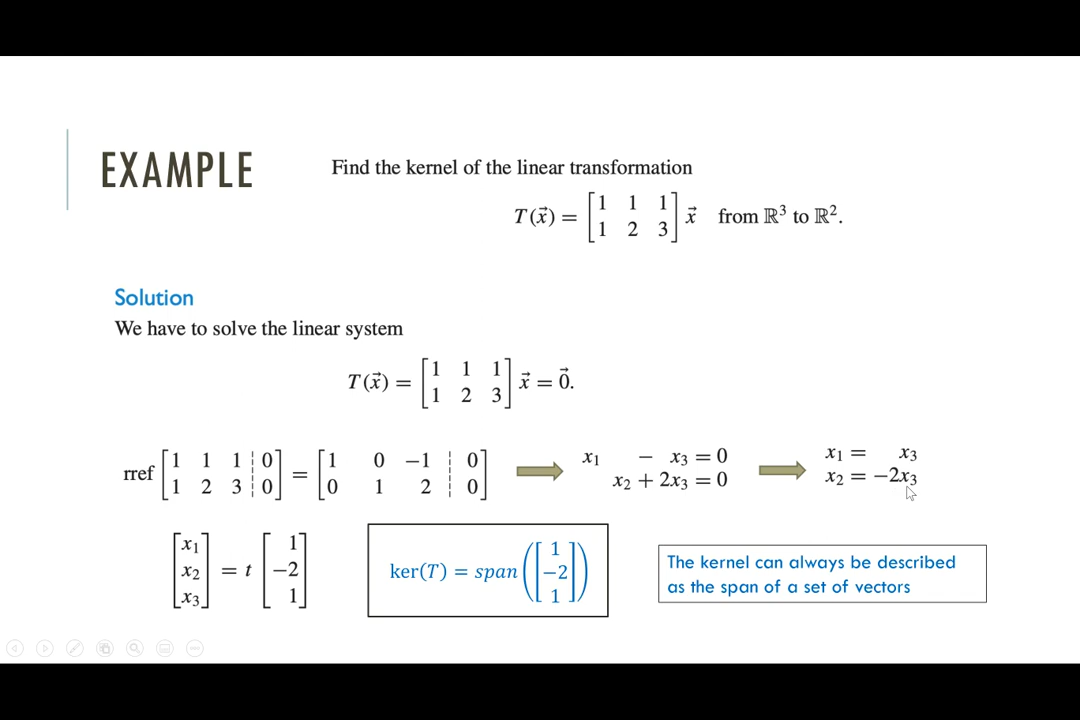 EXAMPLE
Find the kernel of the linear transformation
T(x⃗) = [1 1 1; 1 2 3] x⃗ from ℝ³ to ℝ².
Solution
We have to solve the linear system
T(x⃗) = [1 1 1; 1 2 3] x⃗ = 0⃗.
rref [1 1 1 ¦ 0; 1 2 3 ¦ 0] = [1 0 −1 ¦ 0; 0 1 2 ¦ 0]
x₁ − x₃ = 0
x₂ + 2x₃ = 0
x₁ = x₃
x₂ = −2x₃
[x₁; x₂; x₃] = t [1; −2; 1]
ker(T) = span([1; −2; 1])
The kernel can always be described
as the span of a set of vectors